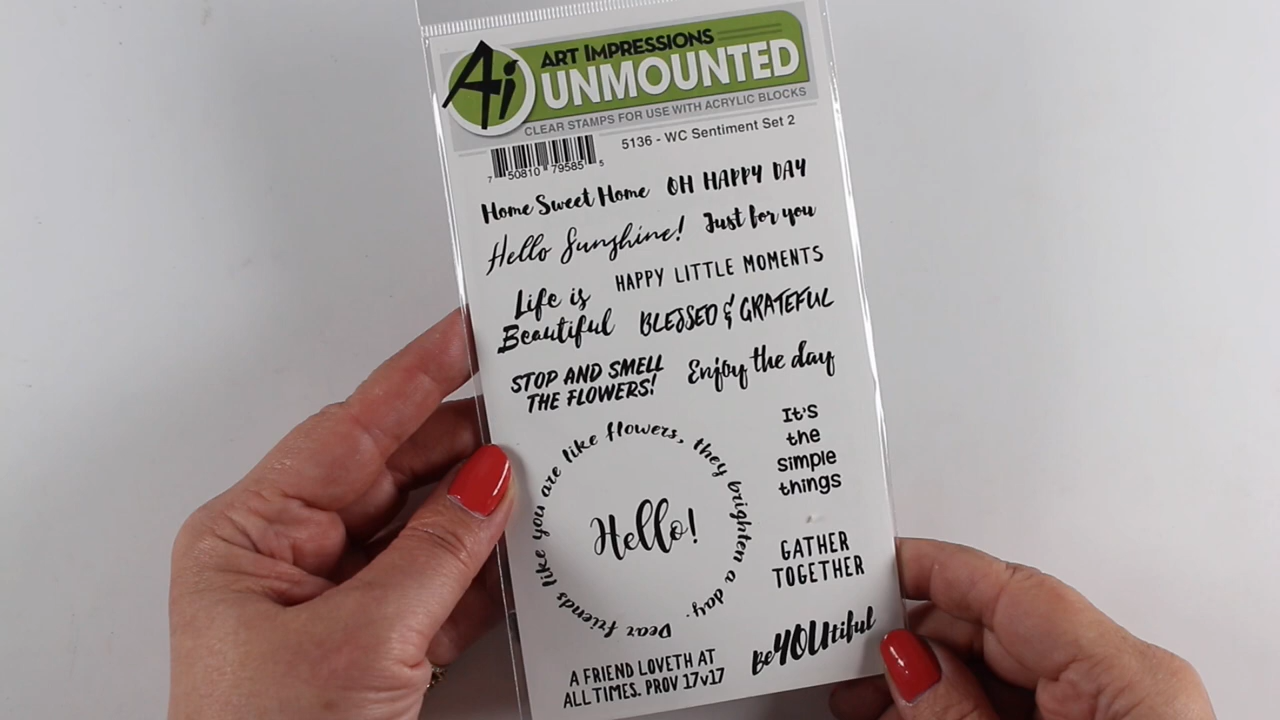 Ai ART IMPRESSIONS
UNMOUNTED
CLEAR STAMPS FOR USE WITH ACRYLIC BLOCKS
5136 - WC Sentiment Set 2
7 50810 79585 5
Home Sweet Home
OH HAPPY DAY
Hello Sunshine!
Just for you
HAPPY LITTLE MOMENTS
Life is
Beautiful
BLESSED & GRATEFUL
STOP AND SMELL
THE FLOWERS!
Enjoy the day
It's
the
simple
things
Dear friends like you are like flowers, they brighten a day.
Hello!
GATHER
TOGETHER
BeYOUtiful
A FRIEND LOVETH AT
ALL TIMES. PROV 17v17